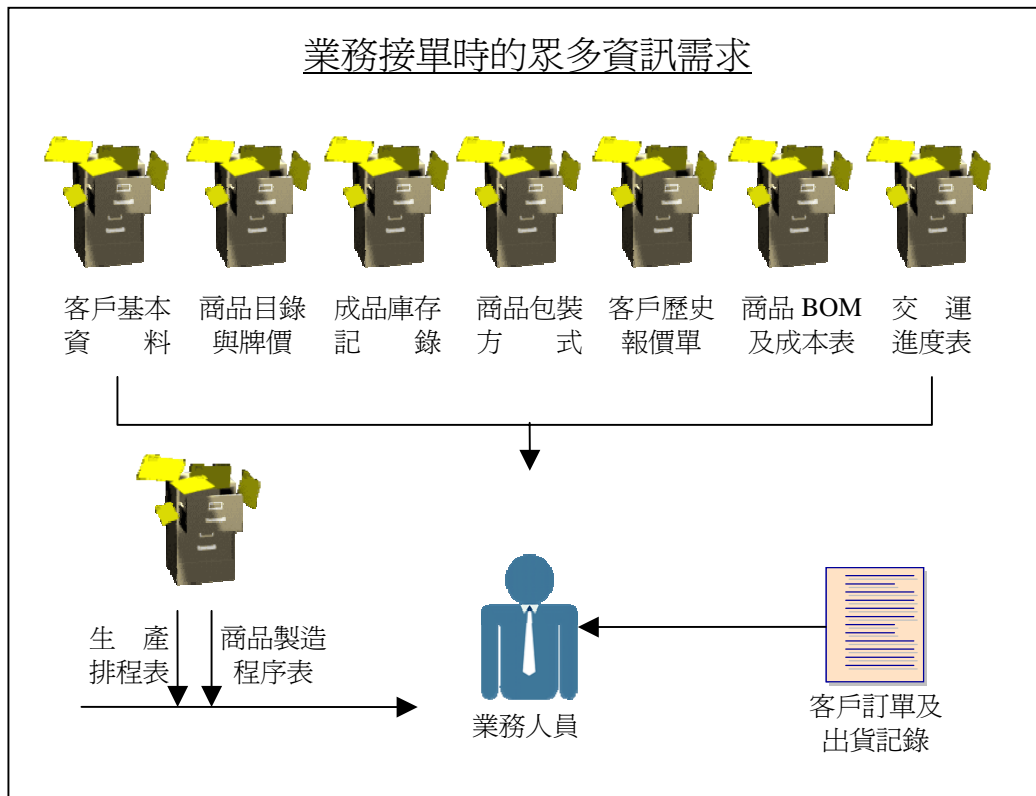 業務接單時的眾多資訊需求
客戶基本
資料
商品目錄
與牌價
成品庫存
記錄
商品包裝
方式
客戶歷史
報價單
商品 BOM
及成本表
交運
進度表
生產
排程表
商品製造
程序表
業務人員
客戶訂單及
出貨記錄